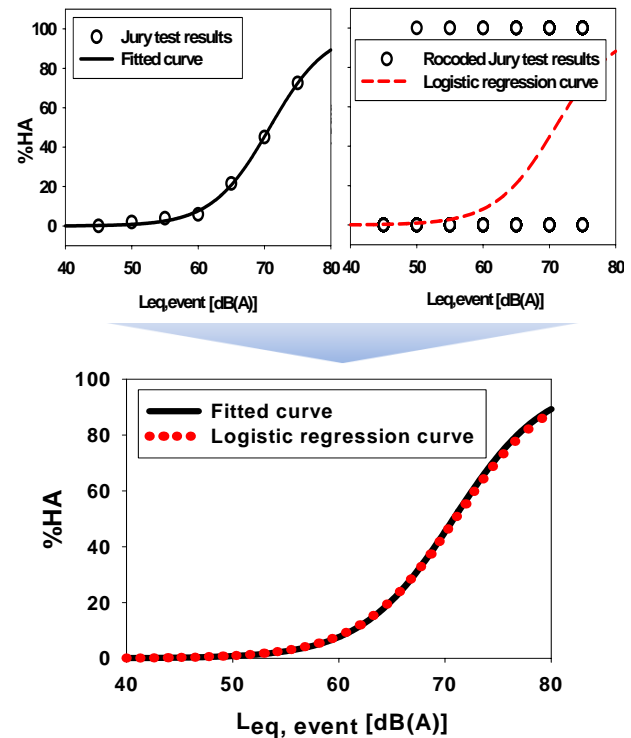 100
80
60
40
20
0
%HA
Jury test results
Fitted curve
40 50 60 70 80
Leq,event [dB(A)]
Rocoded Jury test results
Logistic regression curve
40 50 60 70 80
Leq,event [dB(A)]
100
80
60
40
20
0
%HA
Fitted curve
Logistic regression curve
40 50 60 70 80
Leq, event [dB(A)]